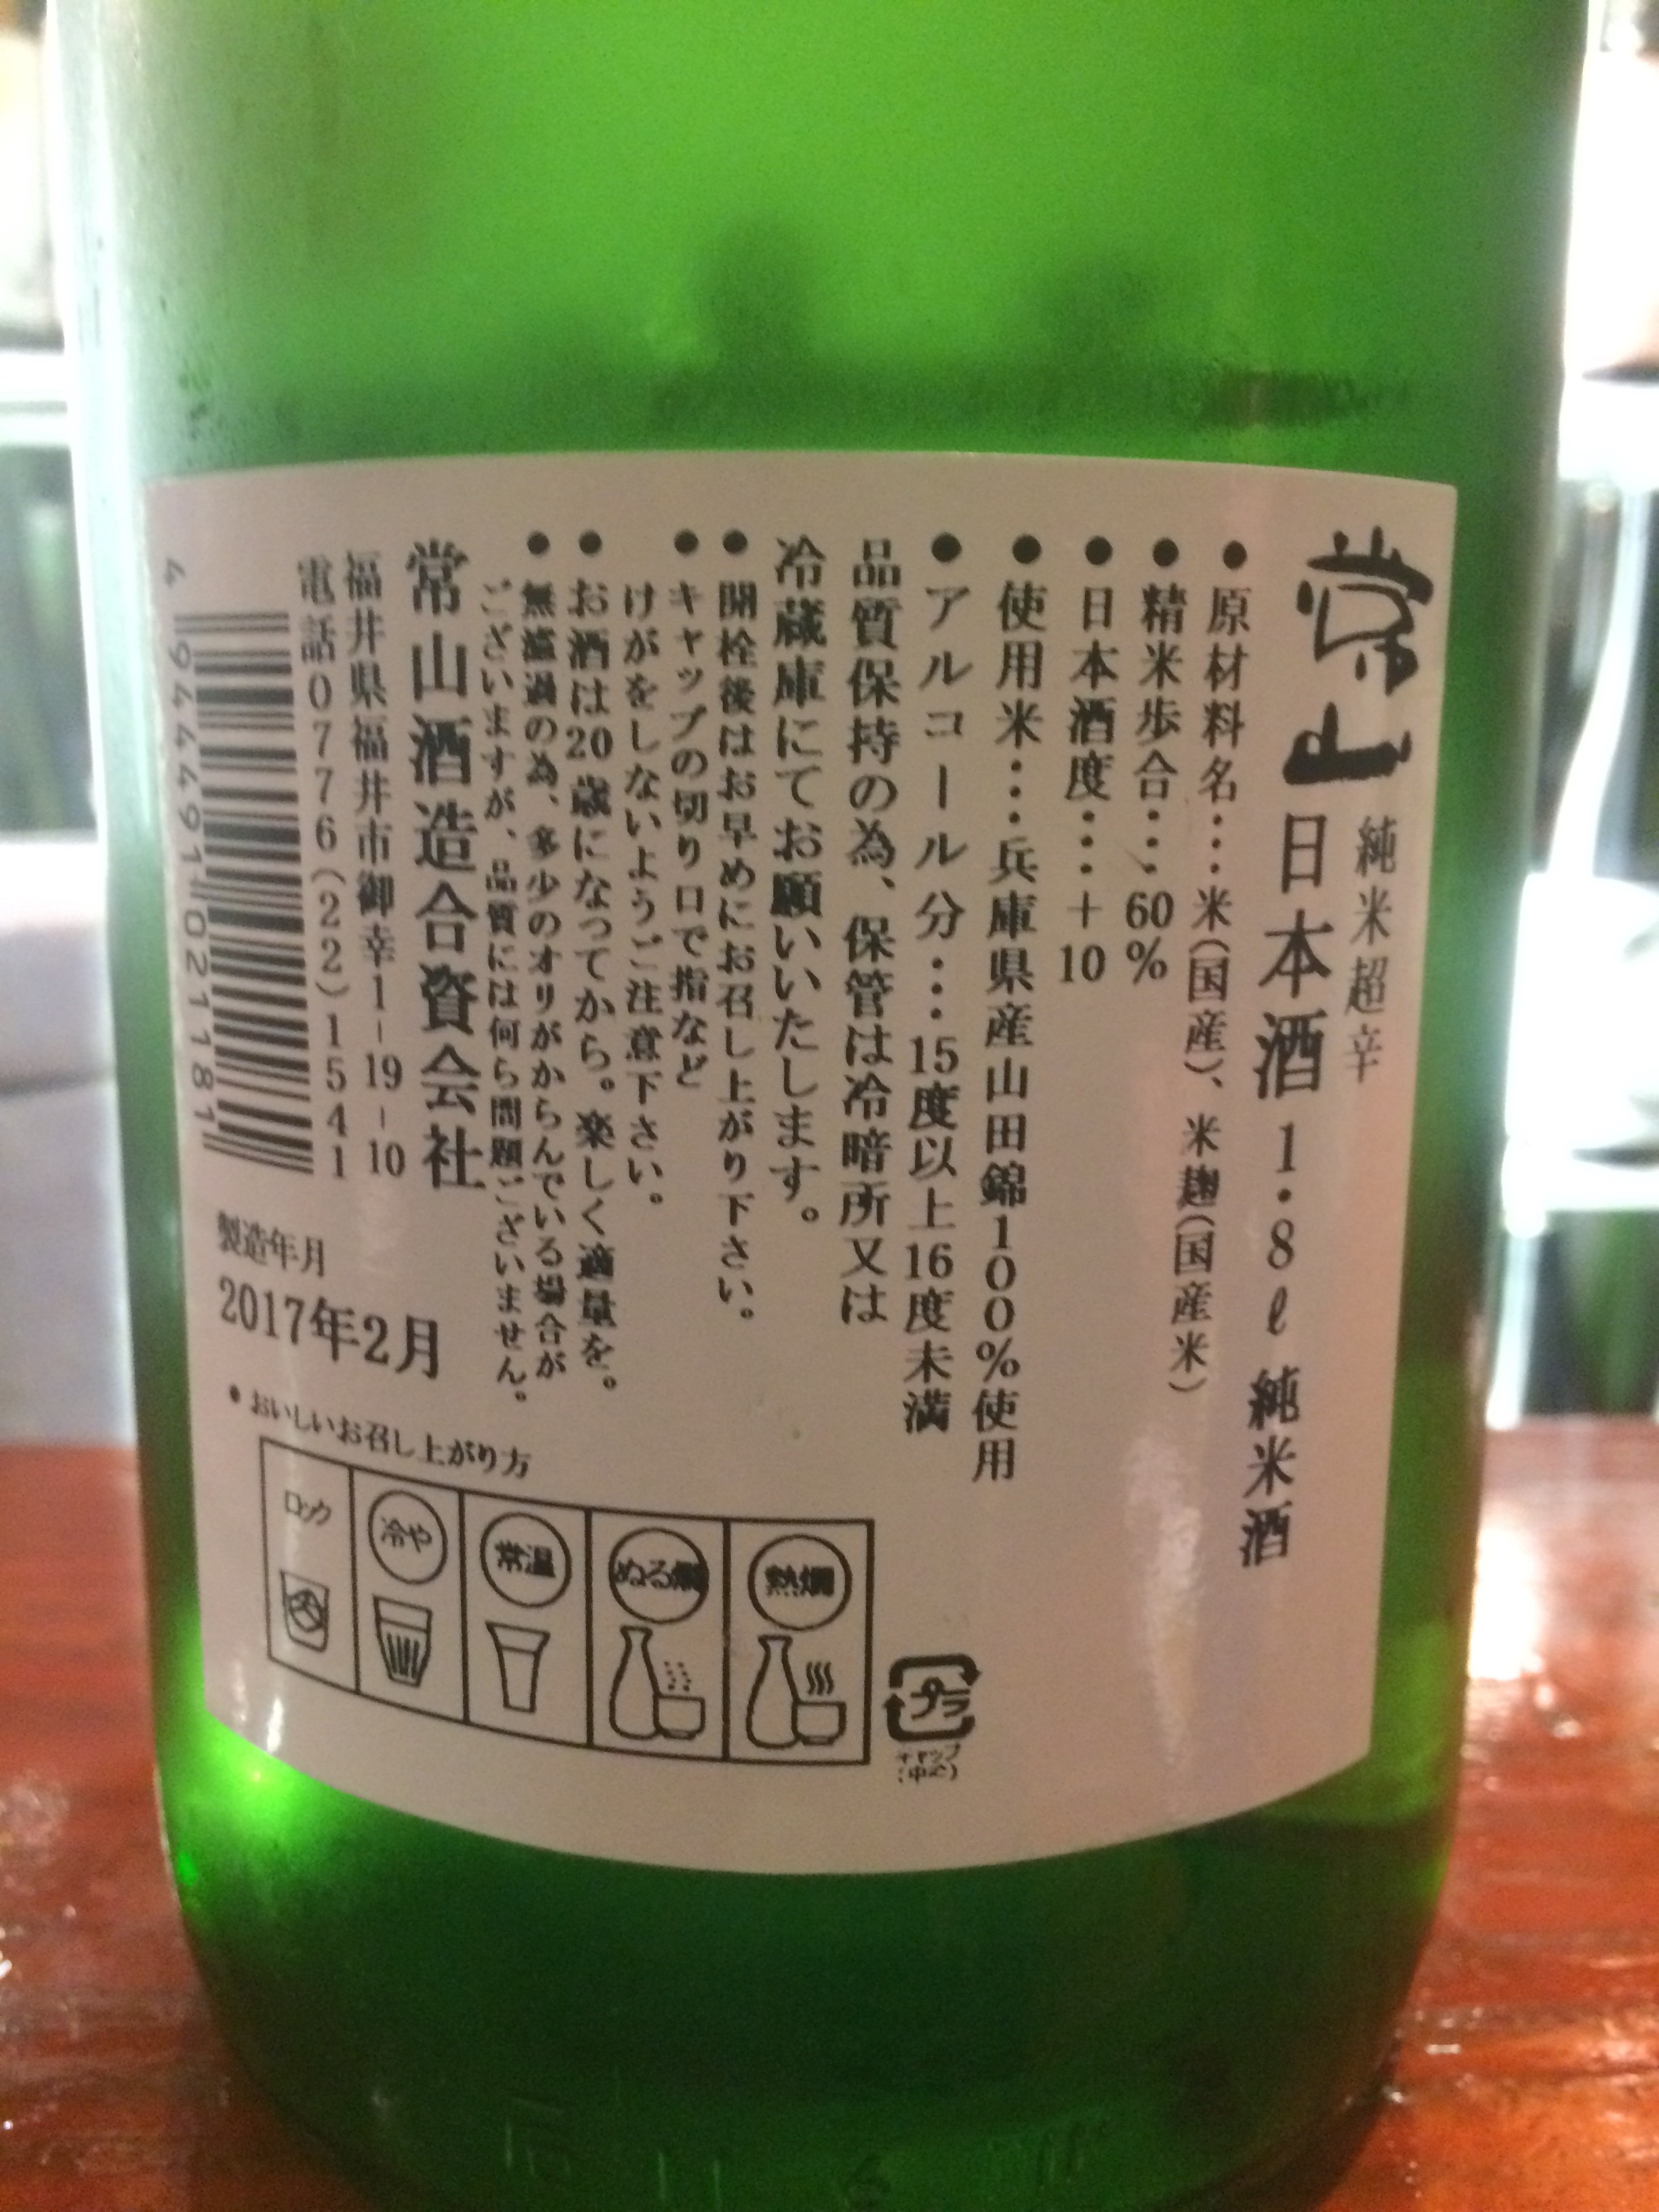 純米超辛
常山 日本酒 1・8ℓ 純米酒
●原材料名……米(国産)、米麹(国産米)
●精米歩合……60%
●日本酒度……+10
●使用米……兵庫県産山田錦100%使用
●アルコール分……15度以上16度未満
品質保持の為、保管は冷暗所又は
冷蔵庫にてお願いいたします。
●開栓後はお早めにお召し上がり下さい。
●キャップの切り口で指など
けがをしないようご注意下さい。
●お酒は20歳になってから。楽しく適量を。
●無濾過の為、多少のオリがからんでいる場合が
ございますが、品質には何ら問題ございません。
常山酒造合資会社
福井県福井市御幸1-19-10
電話0776(22)1541
4 944491 021181
製造年月
2017年2月
●おいしいお召し上がり方
ロック
冷や
常温
ぬる燗
熱燗
プラ
キャップ
(中栓)